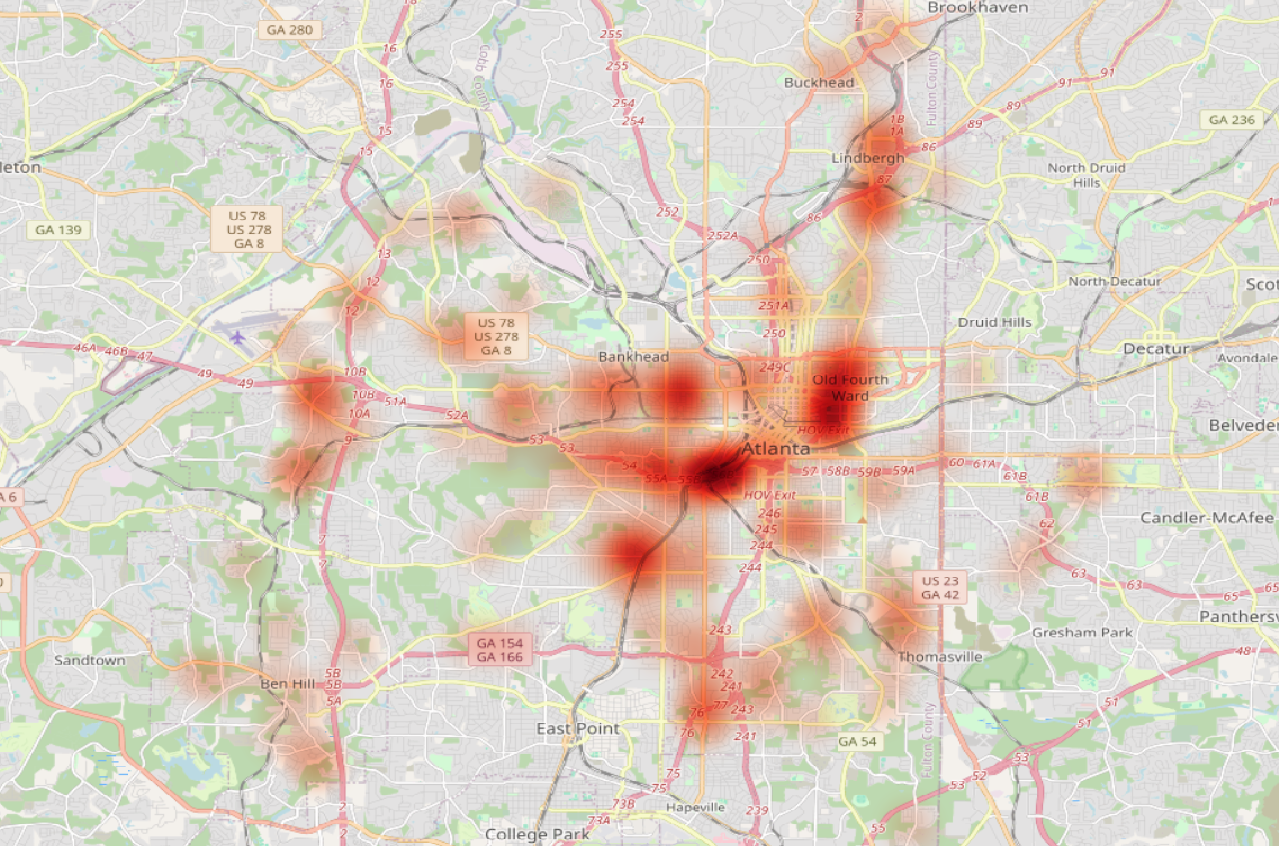 Brookhaven
GA 280
255
16
255
16
Buckhead
91
91
Fulton County
Cobb County
254
89
254
1B
1A
89
GA 236
15
15
86
Lindbergh
North Druid
Hills
87
252
86
252A
US 78
US 278
GA 8
GA 139
13
250
12
North Decatur
12
251A
US 78
US 278
GA 8
Druid Hills
250
46A
46B
47
Bankhead
Decatur
Avondale
49
49
10B
249C
Old Fourth
Ward
10B
51A
10A
52A
HOV Exit
9
53
53
Atlanta
54
55A
57
58B
59B
59A
60
61A
61B
HOV Exit
61B
246
Candler-McAfee
245
62
244
7
7
244
63
63
65
US 23
GA 42
243
Gresham Park
GA 154
GA 166
Thomasville
48
Sandtown
242
5B
5B
Ben Hill
241
5A
77
243
76
51
51
East Point
76
241
GA 54
Fulton County
53
75
52
53
75
2
73B
Hapeville
239
73A
College Park
2
55